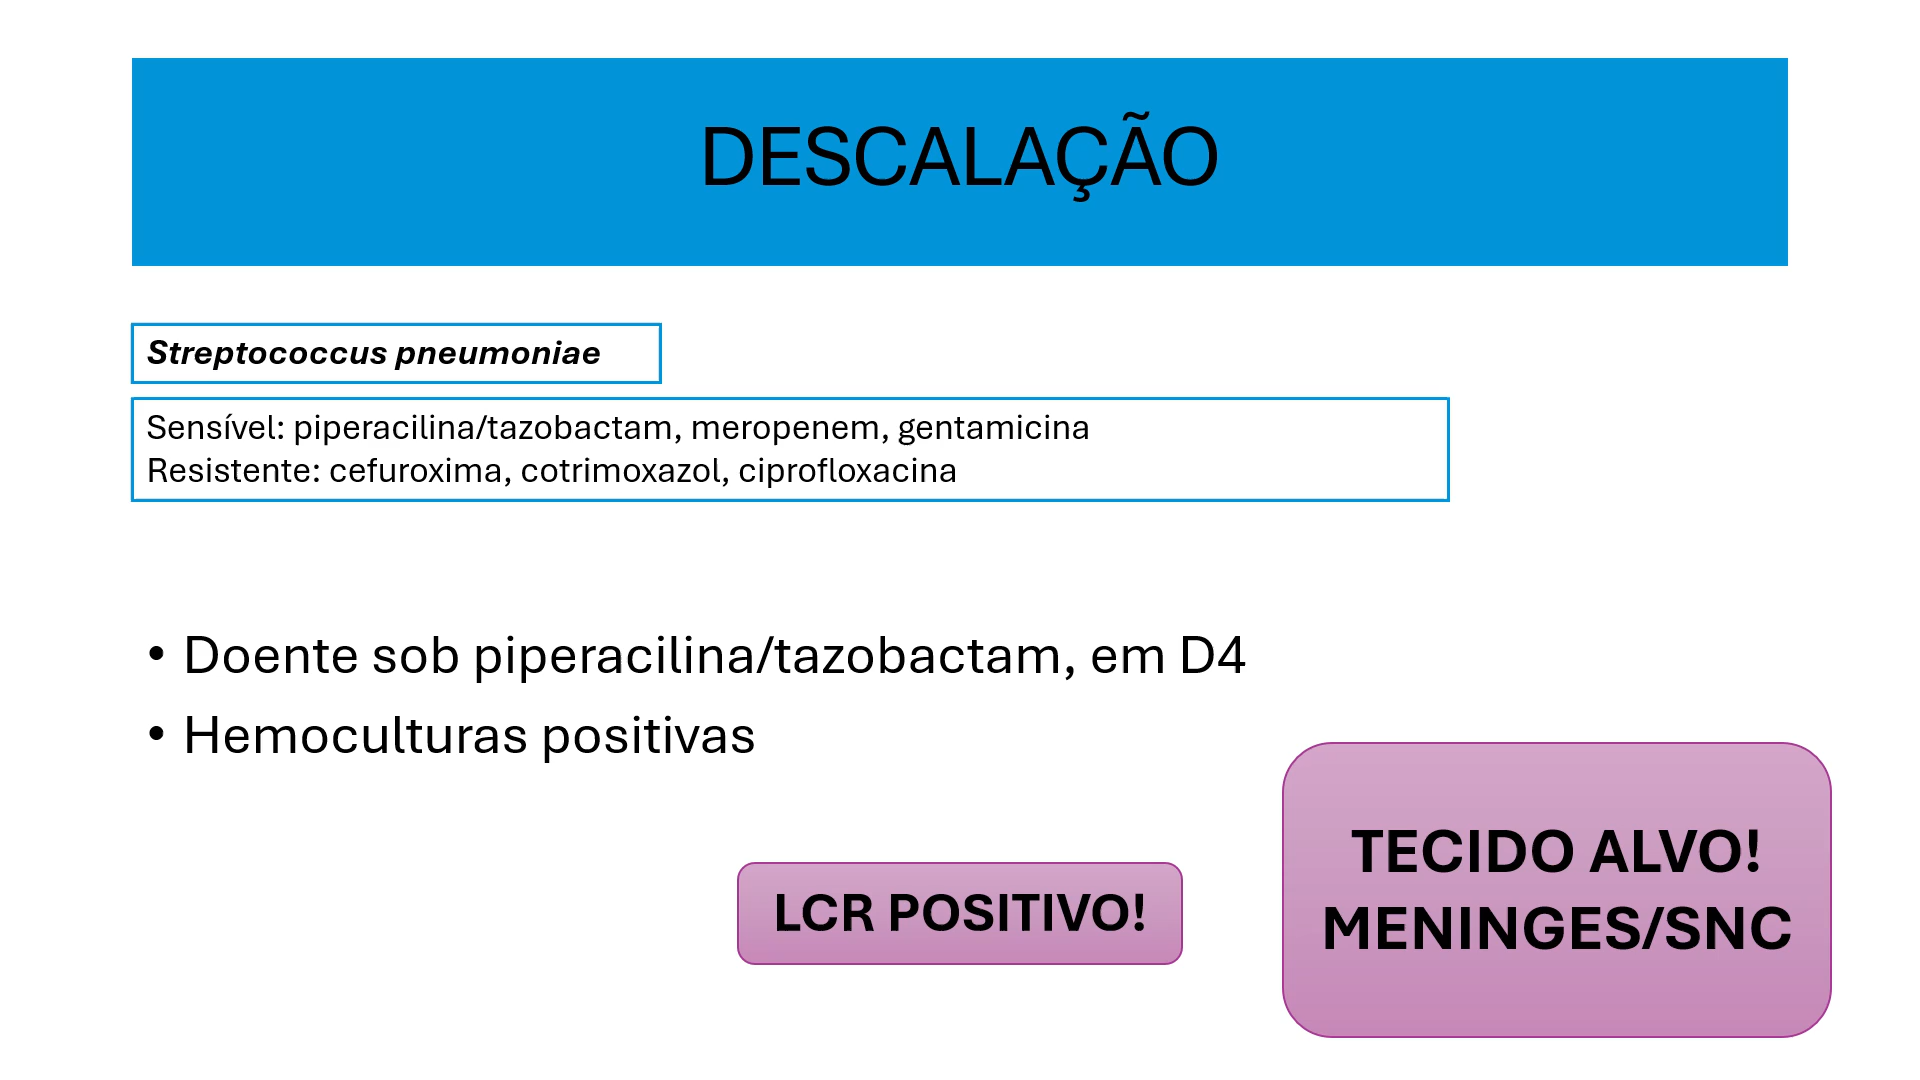 DESCALAÇÃO
Streptococcus pneumoniae
Sensível: piperacilina/tazobactam, meropenem, gentamicina
Resistente: cefuroxima, cotrimoxazol, ciprofloxacina
• Doente sob piperacilina/tazobactam, em D4
• Hemoculturas positivas
LCR POSITIVO!
TECIDO ALVO!
MENINGES/SNC